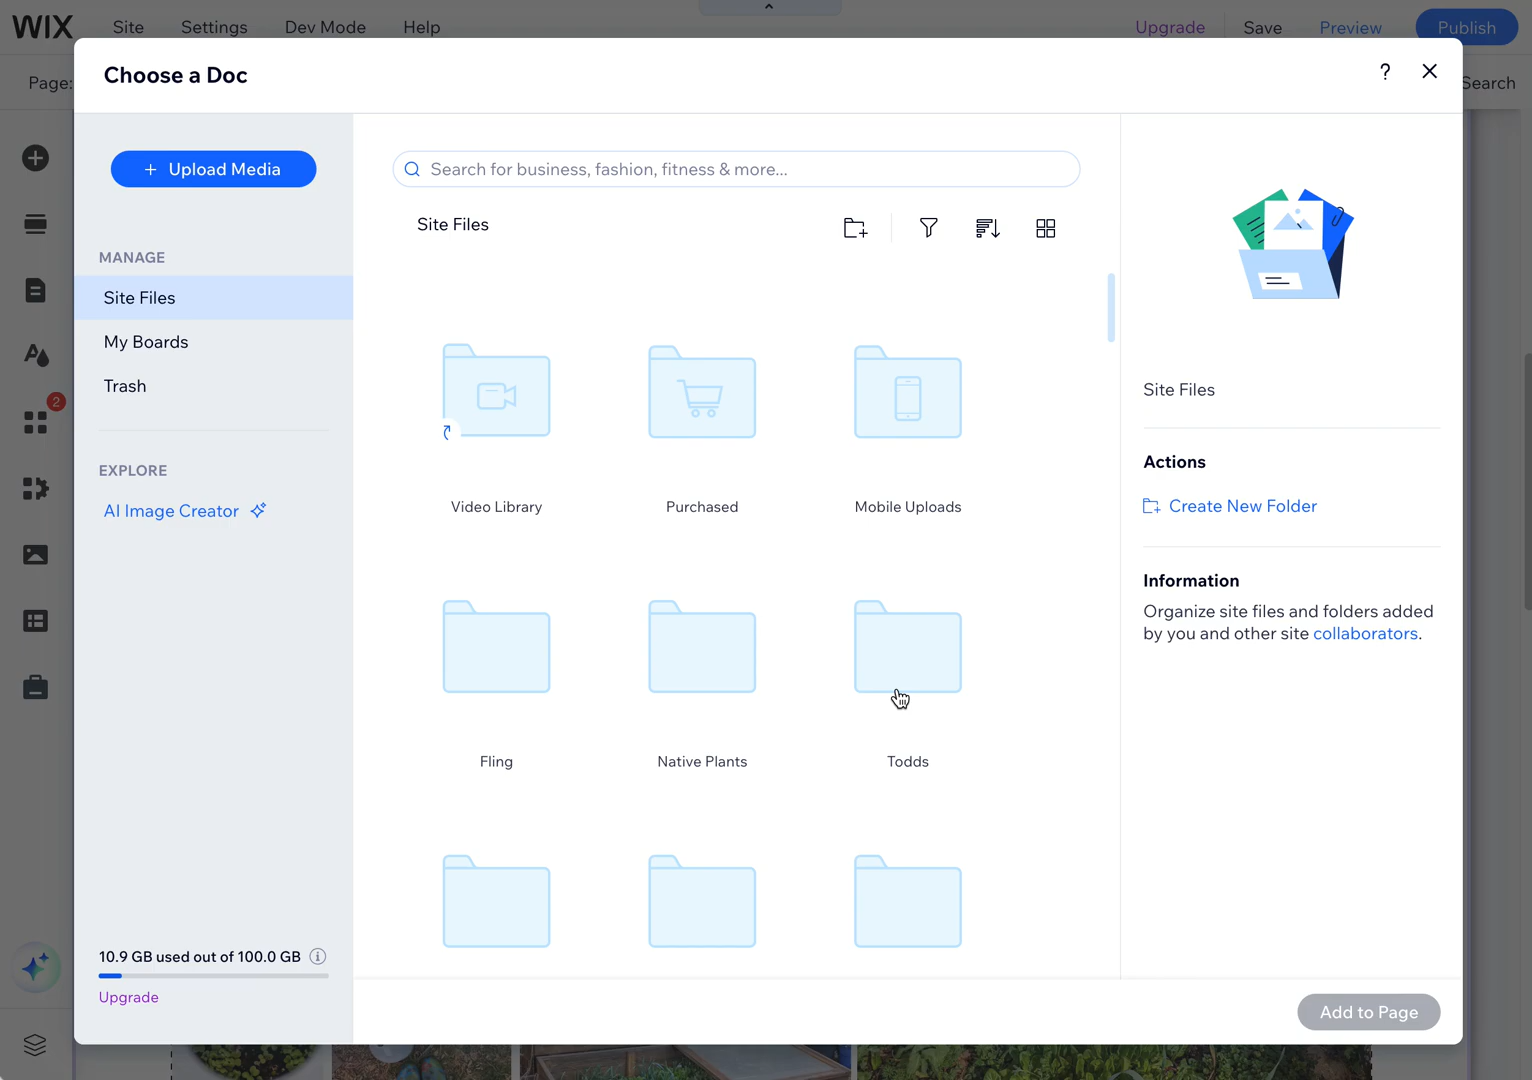 WIX Site Settings Dev Mode Help Upgrade Save Preview Publish
Page: Search
Choose a Doc ?
+ Upload Media
MANAGE
Site Files
My Boards
Trash
EXPLORE
AI Image Creator
2
10.9 GB used out of 100.0 GB
Upgrade
Search for business, fashion, fitness & more...
Site Files
Video Library Purchased Mobile Uploads
Fling Native Plants Todds
Site Files
Actions
Create New Folder
Information
Organize site files and folders added
by you and other site collaborators.
Add to Page